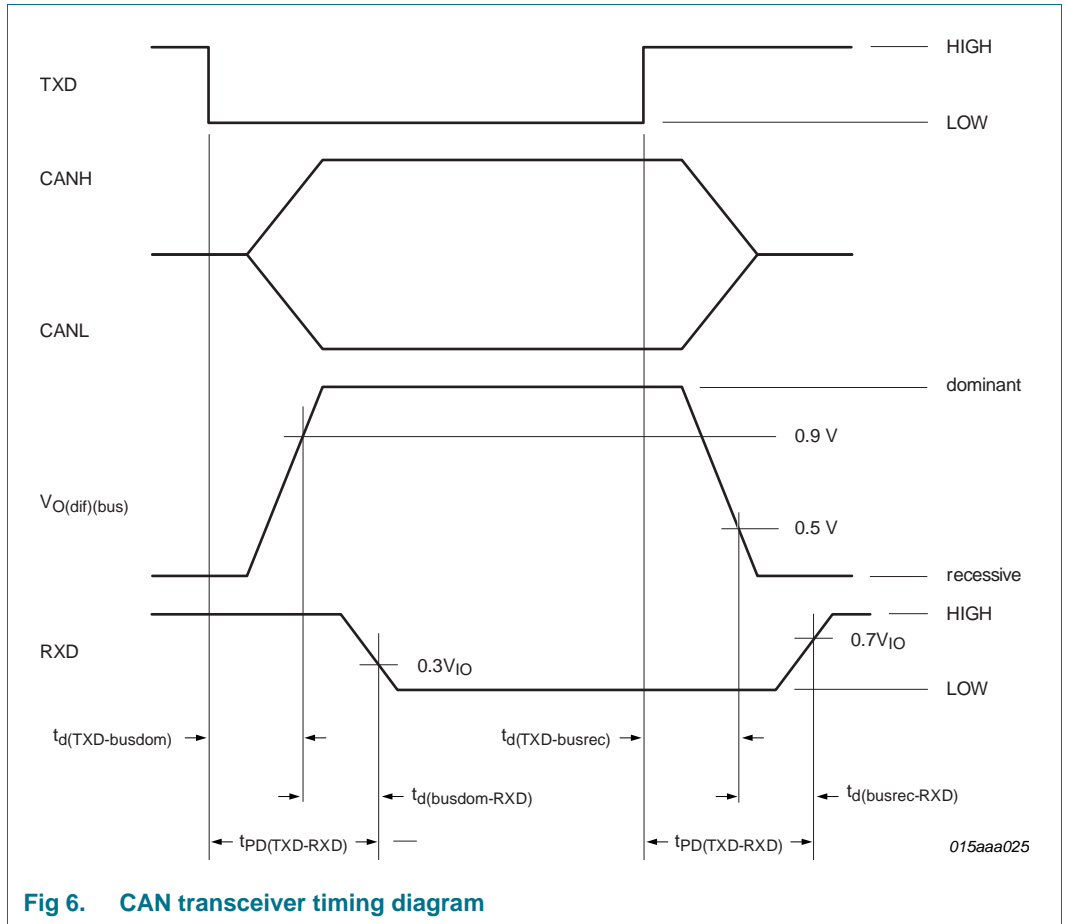 HIGH
TXD
LOW
CANH
CANL
dominant
0.9 V
VO(dif)(bus)
0.5 V
recessive
HIGH
RXD
0.7VIO
0.3VIO
LOW
td(TXD-busdom)
td(TXD-busrec)
td(busdom-RXD)
td(busrec-RXD)
tPD(TXD-RXD)
tPD(TXD-RXD)
015aaa025
Fig 6. CAN transceiver timing diagram